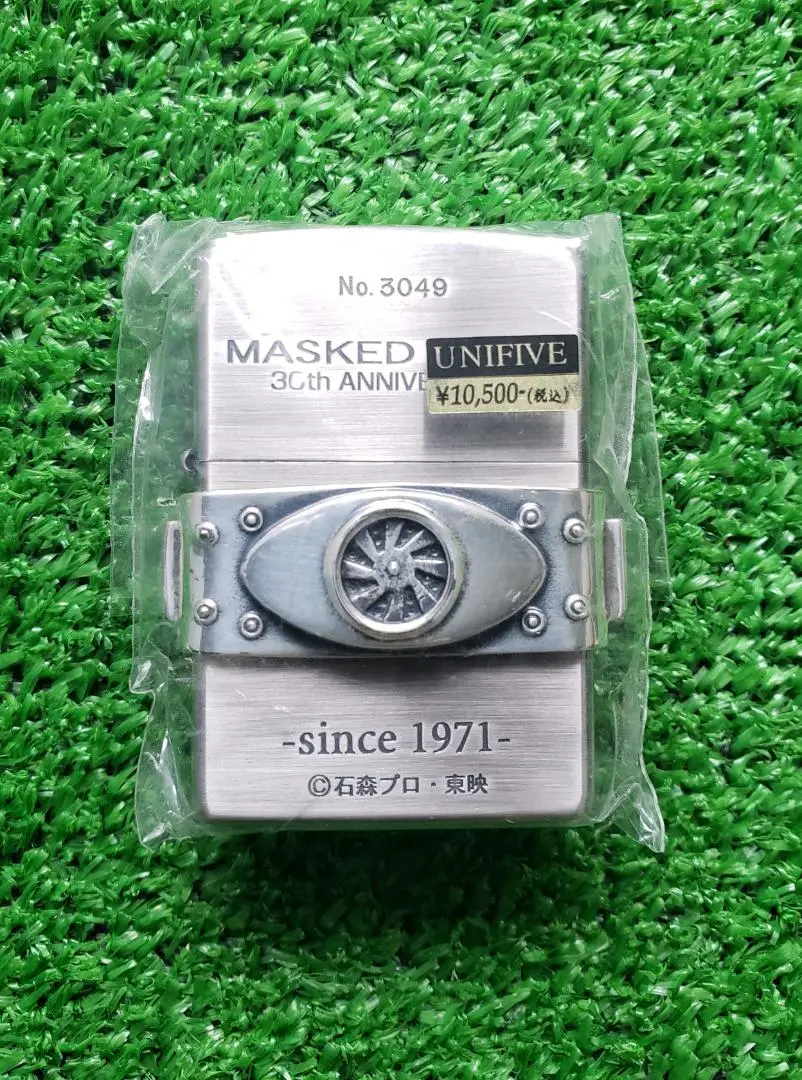 No. 3049
MASKED
30th ANNIVE
UNIFIVE
¥10,500-(税込)
-since 1971-
©石森プロ・東映